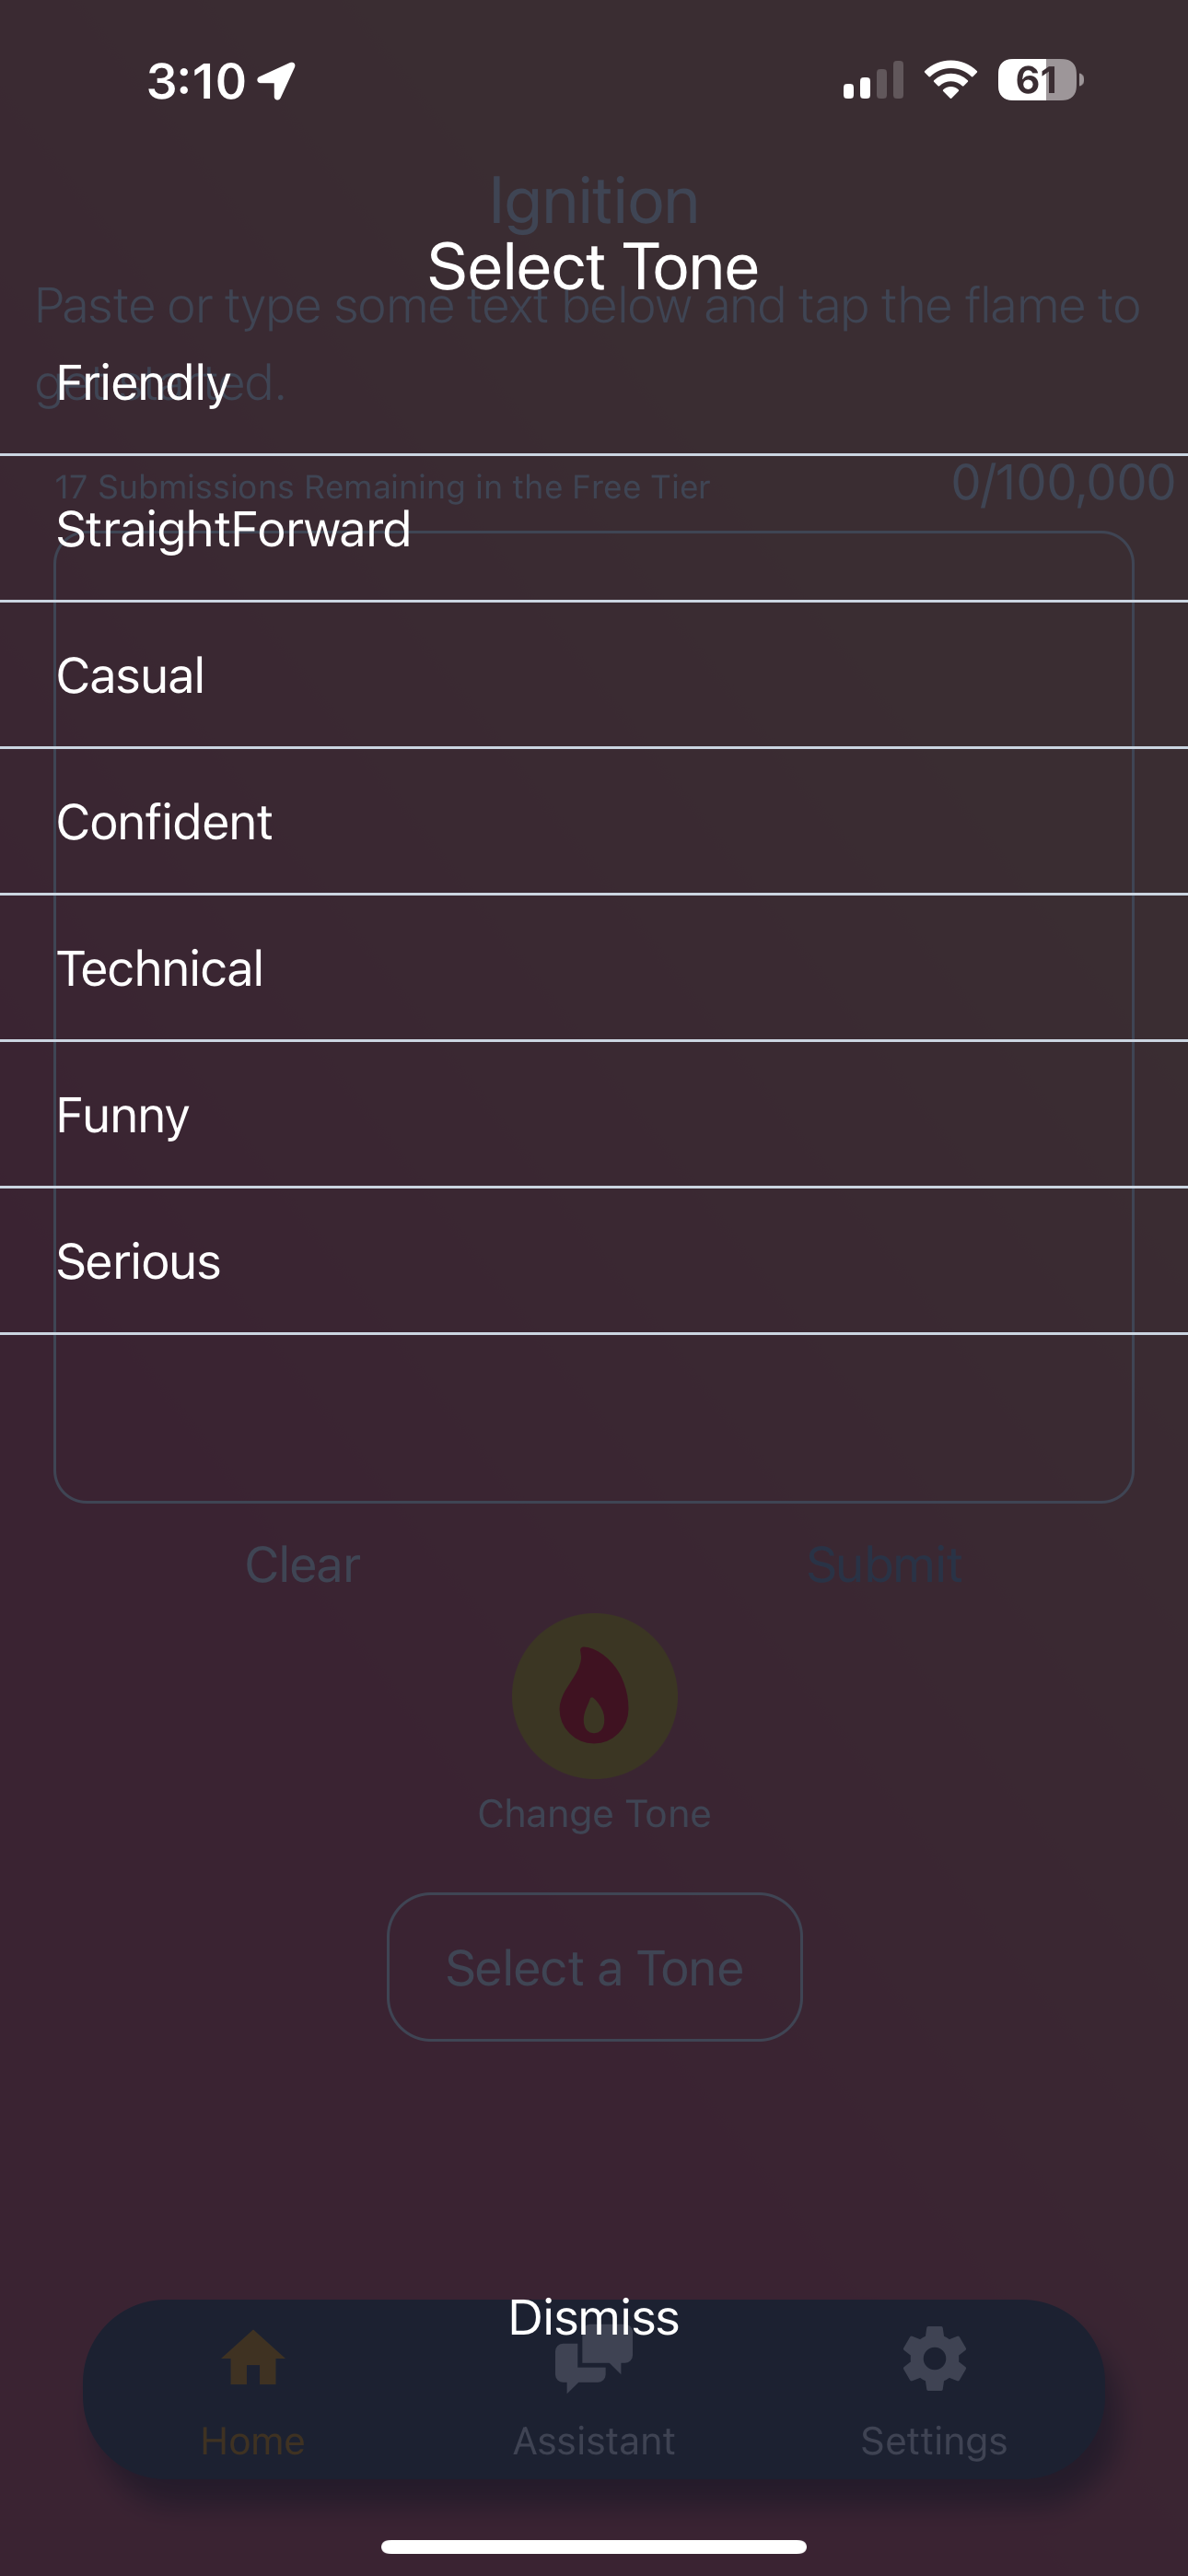 3:10
61
Ignition
Select Tone
Paste or type some text below and tap the flame to
get started.
Friendly
17 Submissions Remaining in the Free Tier
0/100,000
StraightForward
Casual
Confident
Technical
Funny
Serious
Clear
Submit
Change Tone
Select a Tone
Dismiss
Home
Assistant
Settings